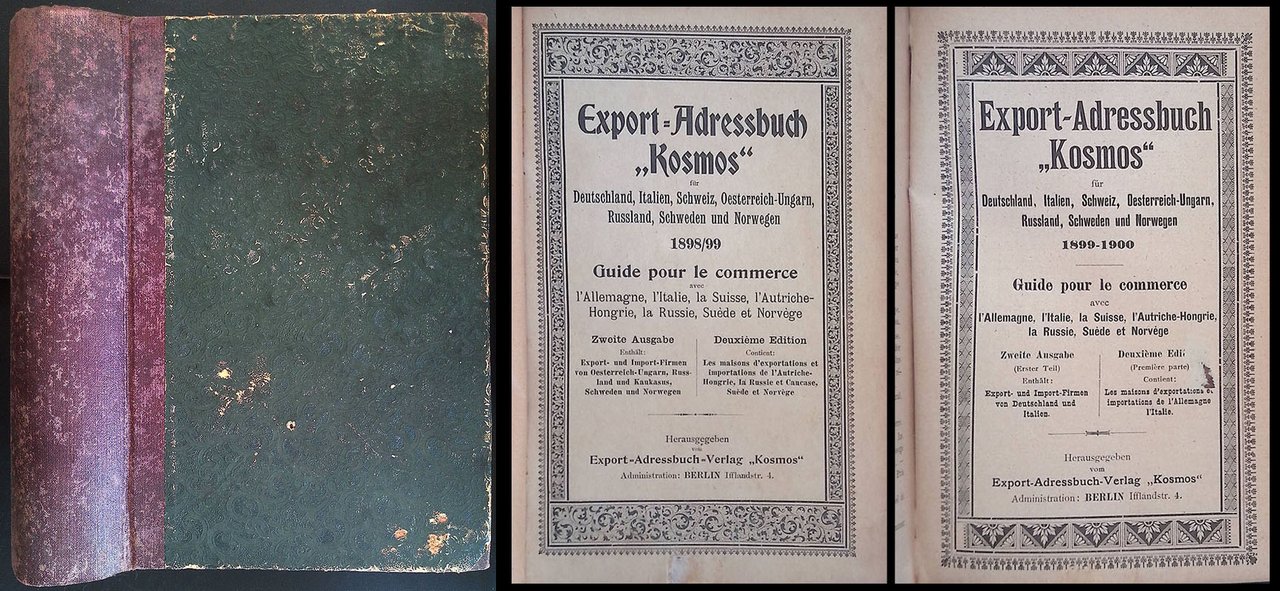 Export-Adressbuch
„Kosmos“
für
Deutschland, Italien, Schweiz, Oesterreich-Ungarn,
Russland, Schweden und Norwegen
1898/99
Guide pour le commerce
avec
l'Allemagne, l'Italie, la Suisse, l'Autriche-
Hongrie, la Russie, Suède et Norvège
Zweite Ausgabe
Enthält:
Export- und Import-Firmen
von Oesterreich-Ungarn, Russ-
land und Kaukasus,
Schweden und Norwegen
Deuxième Edition
Contient:
Les maisons d'exportations et
importations de l'Autriche-
Hongrie, la Russie et Caucase,
Suède et Norvège
Herausgegeben
vom
Export-Adressbuch-Verlag „Kosmos“
Administration: BERLIN Ifflandstr. 4.
Export-Adressbuch
„Kosmos“
für
Deutschland, Italien, Schweiz, Oesterreich-Ungarn,
Russland, Schweden und Norwegen
1899-1900
Guide pour le commerce
avec
l'Allemagne, l'Italie, la Suisse, l'Autriche-Hongrie,
la Russie, Suède et Norvège
Zweite Ausgabe
(Erster Teil)
Enthält:
Export- und Import-Firmen
von Deutschland und
Italien.
Deuxième Edi
(Première partie)
Contient:
Les maisons d'exportations et
importations de l'Allemagne
l'Italie.
Herausgegeben
vom
Export-Adressbuch-Verlag „Kosmos“
Administration: BERLIN Ifflandstr. 4.